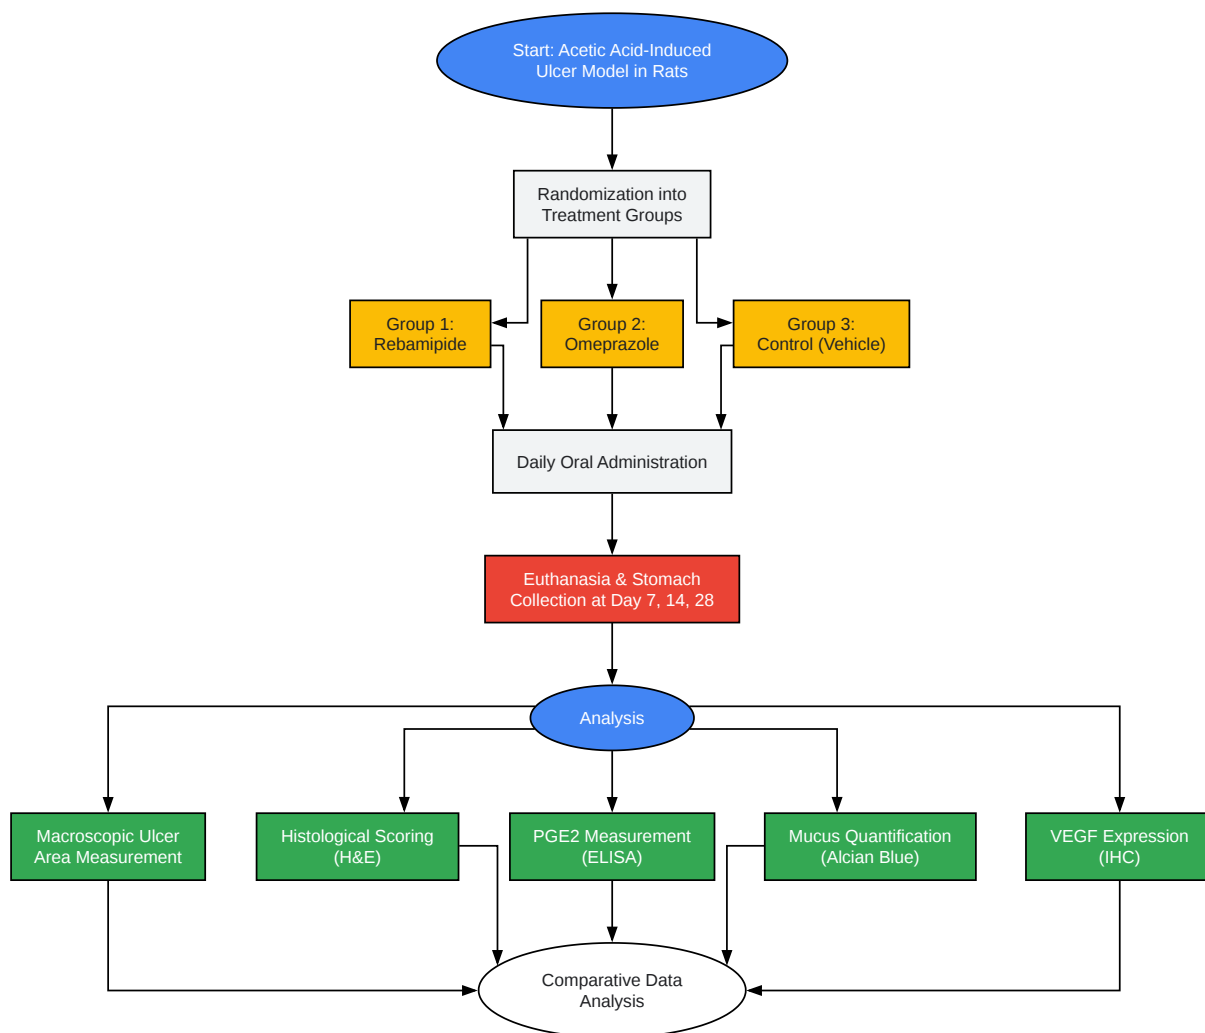 Start: Acetic Acid-Induced
Ulcer Model in Rats
Randomization into
Treatment Groups
Group 1:
Rebamipide
Group 2:
Omeprazole
Group 3:
Control (Vehicle)
Daily Oral Administration
Euthanasia & Stomach
Collection at Day 7, 14, 28
Analysis
Macroscopic Ulcer
Area Measurement
Histological Scoring
(H&E)
PGE2 Measurement
(ELISA)
Mucus Quantification
(Alcian Blue)
VEGF Expression
(IHC)
Comparative Data
Analysis